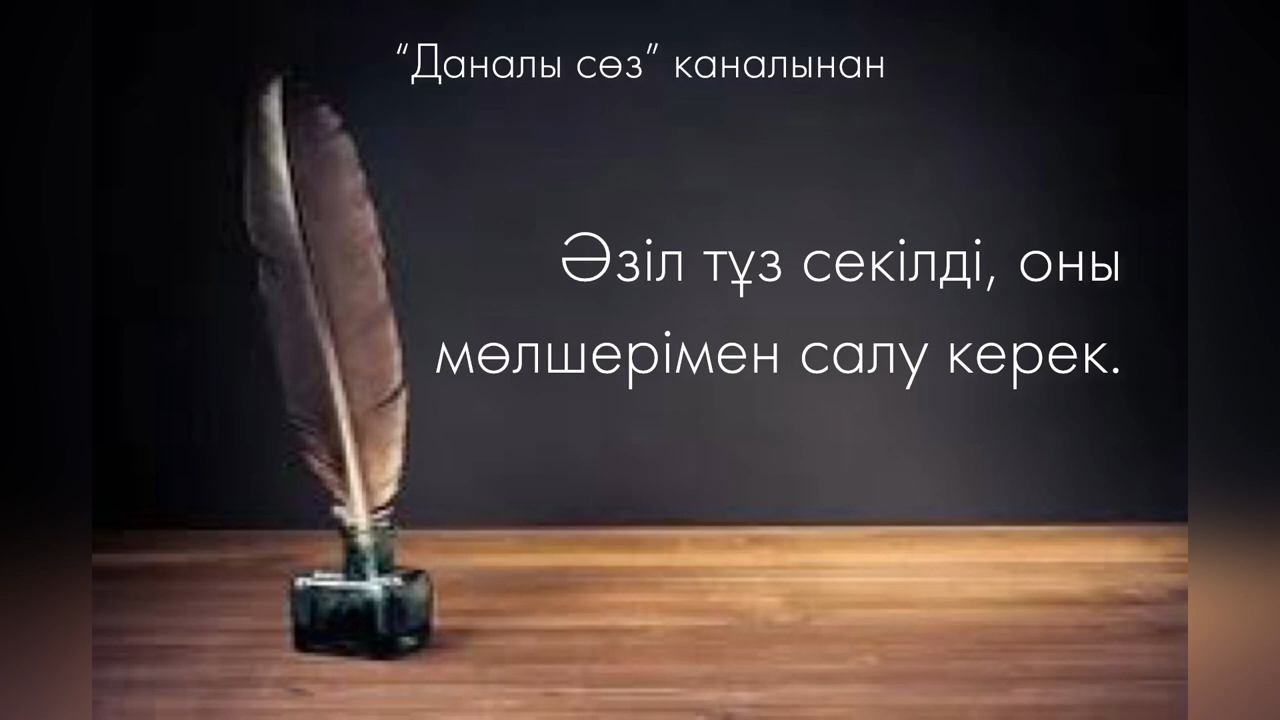 “Даналы сөз” каналынан
Әзіл тұз секілді, оны
мөлшерімен салу керек.